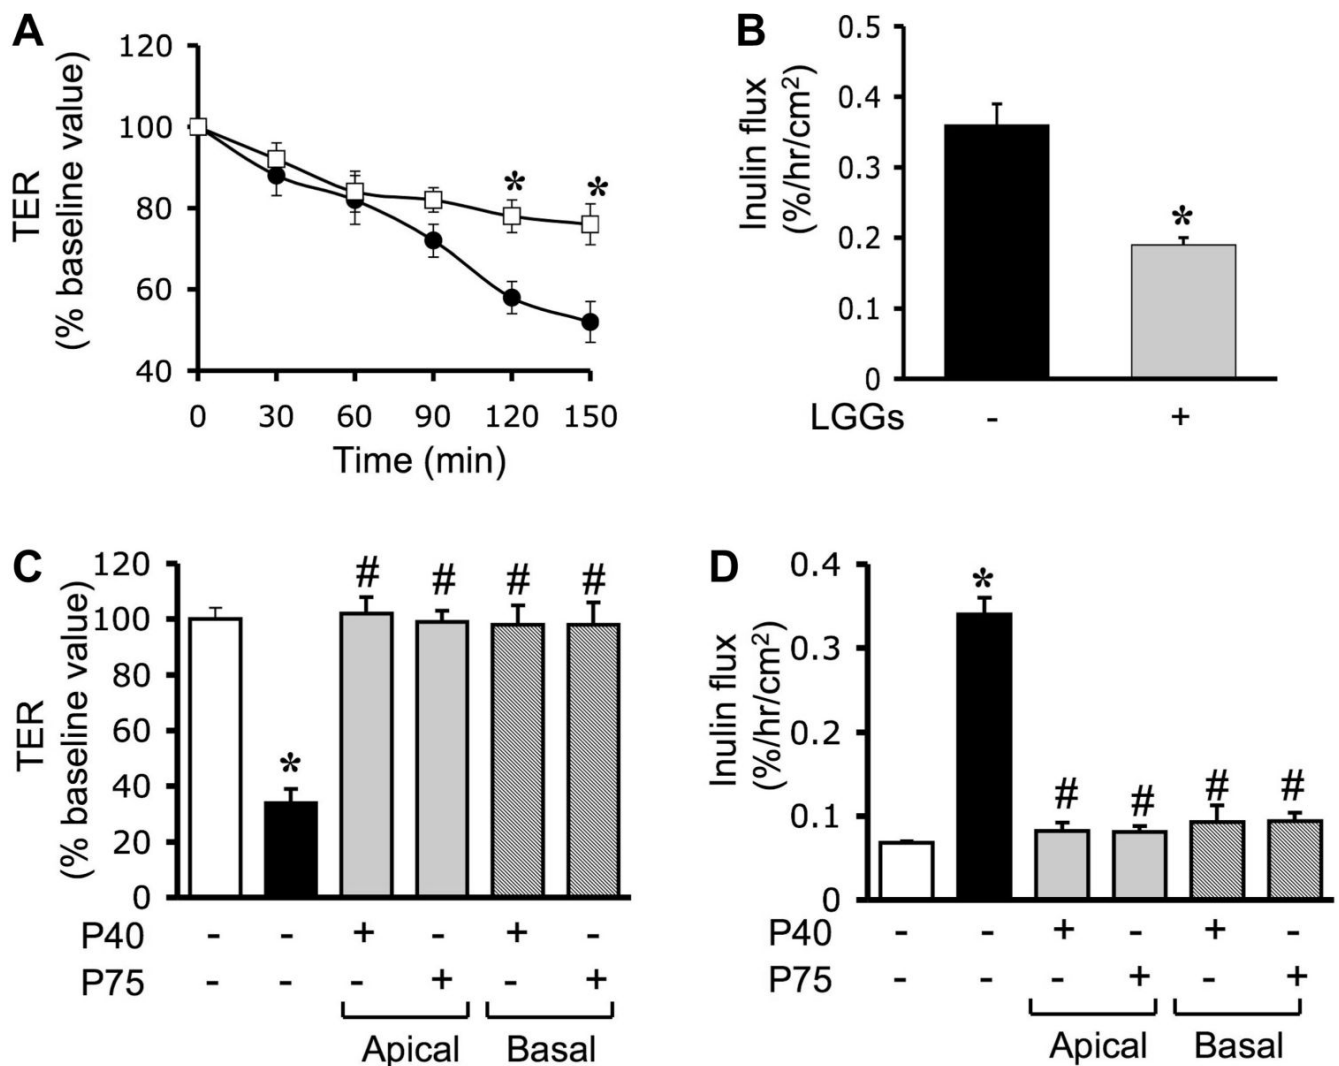 A
TER
(% baseline value)
120
100
80
60
40
*
*
0 30 60 90 120 150
Time (min)
B
Inulin flux
(%/hr/cm²)
0.5
0.4
0.3
0.2
0.1
0
*
LGGs - +
C
TER
(% baseline value)
120
100
80
60
40
20
0
* # # # #
P40 - - + - + -
P75 - - - + - +
Apical Basal
D
Inulin flux
(%/hr/cm²)
0.4
0.3
0.2
0.1
0
* # # # #
P40 - - + - + -
P75 - - - + - +
Apical Basal